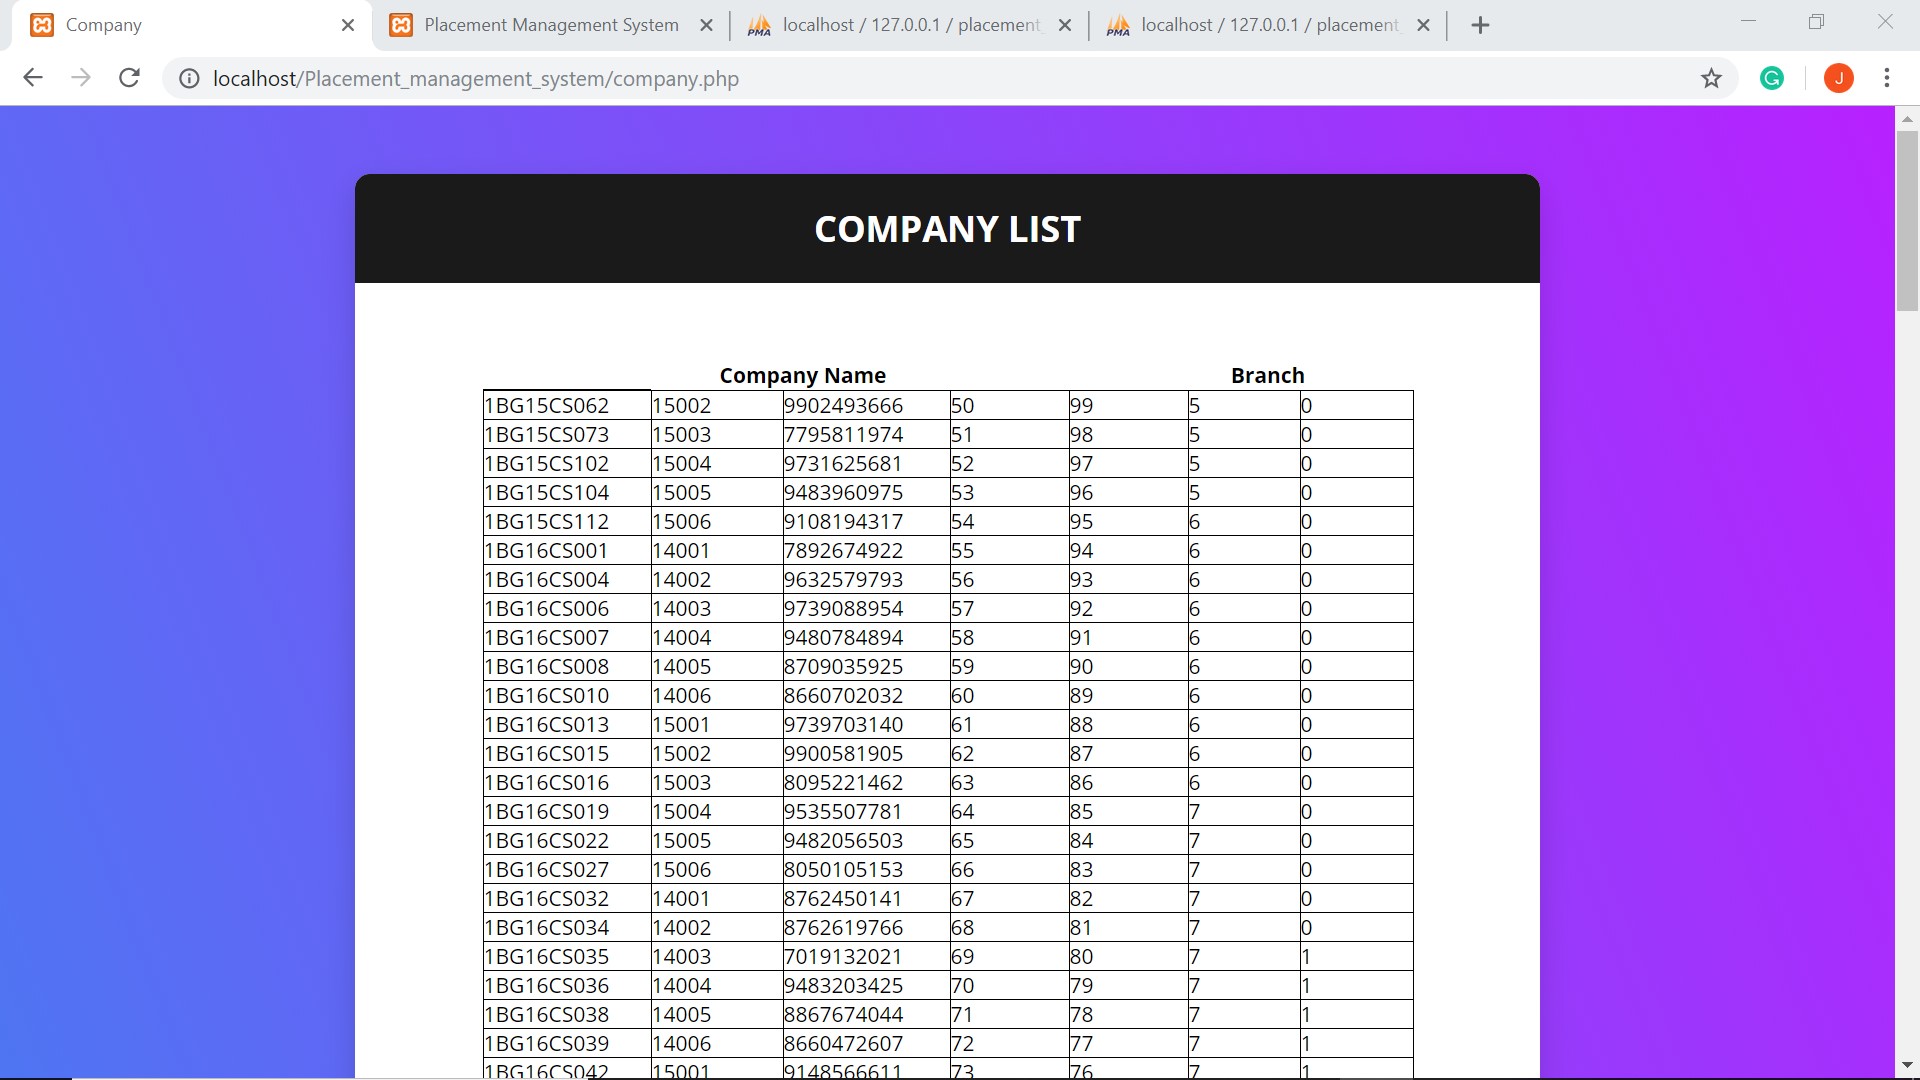 Company
Placement Management System
localhost / 127.0.0.1 / placement
localhost / 127.0.0.1 / placement
localhost/Placement_management_system/company.php
J
COMPANY LIST
Company Name Branch
1BG15CS062 15002 9902493666 50 99 5 0
1BG15CS073 15003 7795811974 51 98 5 0
1BG15CS102 15004 9731625681 52 97 5 0
1BG15CS104 15005 9483960975 53 96 5 0
1BG15CS112 15006 9108194317 54 95 6 0
1BG16CS001 14001 7892674922 55 94 6 0
1BG16CS004 14002 9632579793 56 93 6 0
1BG16CS006 14003 9739088954 57 92 6 0
1BG16CS007 14004 9480784894 58 91 6 0
1BG16CS008 14005 8709035925 59 90 6 0
1BG16CS010 14006 8660702032 60 89 6 0
1BG16CS013 15001 9739703140 61 88 6 0
1BG16CS015 15002 9900581905 62 87 6 0
1BG16CS016 15003 8095221462 63 86 6 0
1BG16CS019 15004 9535507781 64 85 7 0
1BG16CS022 15005 9482056503 65 84 7 0
1BG16CS027 15006 8050105153 66 83 7 0
1BG16CS032 14001 8762450141 67 82 7 0
1BG16CS034 14002 8762619766 68 81 7 0
1BG16CS035 14003 7019132021 69 80 7 1
1BG16CS036 14004 9483203425 70 79 7 1
1BG16CS038 14005 8867674044 71 78 7 1
1BG16CS039 14006 8660472607 72 77 7 1
1BG16CS042 15001 9148566611 73 76 7 1